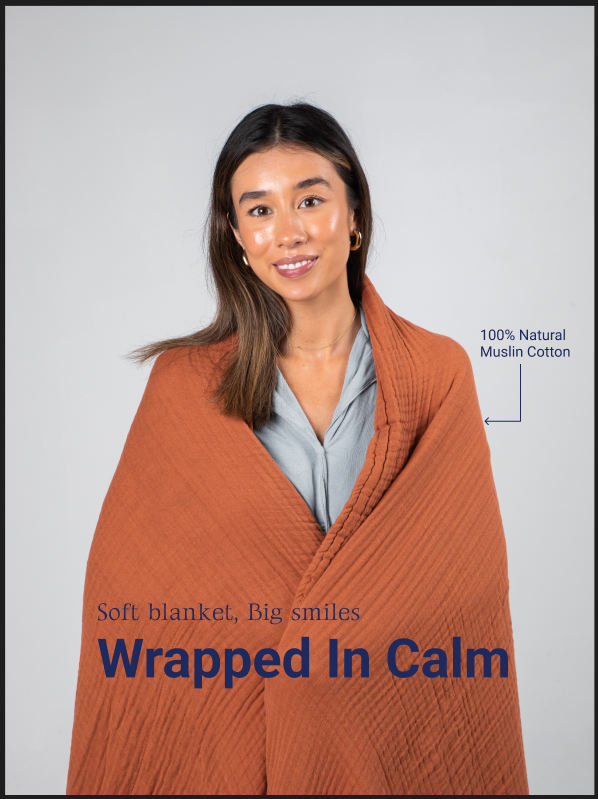 100% Natural
Muslin Cotton
Soft blanket, Big smiles
Wrapped In Calm